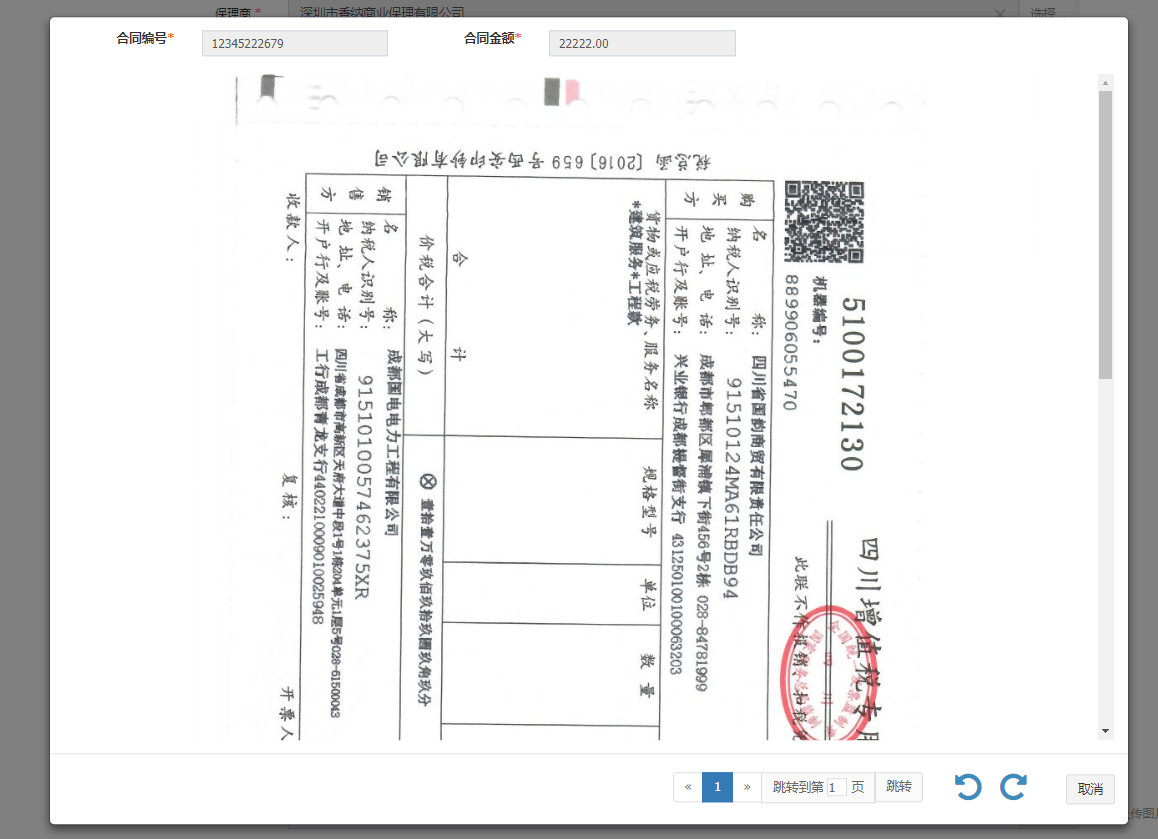 保理商 * 深圳市香纳商业保理有限公司 × 选择
合同编号* 12345222679 合同金额* 22222.00
税总函[2016]659号西安印钞有限公司
5100172130
四川增值税专用
机器编号:
889906055470
此联不作报销、扣税
四川
购买方
名称: 四川省国韵商贸有限责任公司
纳税人识别号: 91510124MA61RBDB94
地址、电话: 成都市郫都区犀浦镇下街456号2栋 028-84781999
开户行及账号: 兴业银行成都提督街支行 431250100100063203
货物或应税劳务、服务名称 规格型号 单位 数量
*建筑服务*工程款
合计
价税合计(大写) ⊗ 壹拾壹万零玖佰玖拾玖圆玖角玖分
销售方
名称: 成都国电电力工程有限公司
纳税人识别号: 9151010057462375XR
地址、电话: 四川省成都市高新区天府大道中段1号1栋204单元1层5号028-61500043
开户行及账号: 工行成都青龙支行4402210009010025948
收款人: 复核: 开票人
« 1 » 跳转到第 1 页 跳转
取消
传图